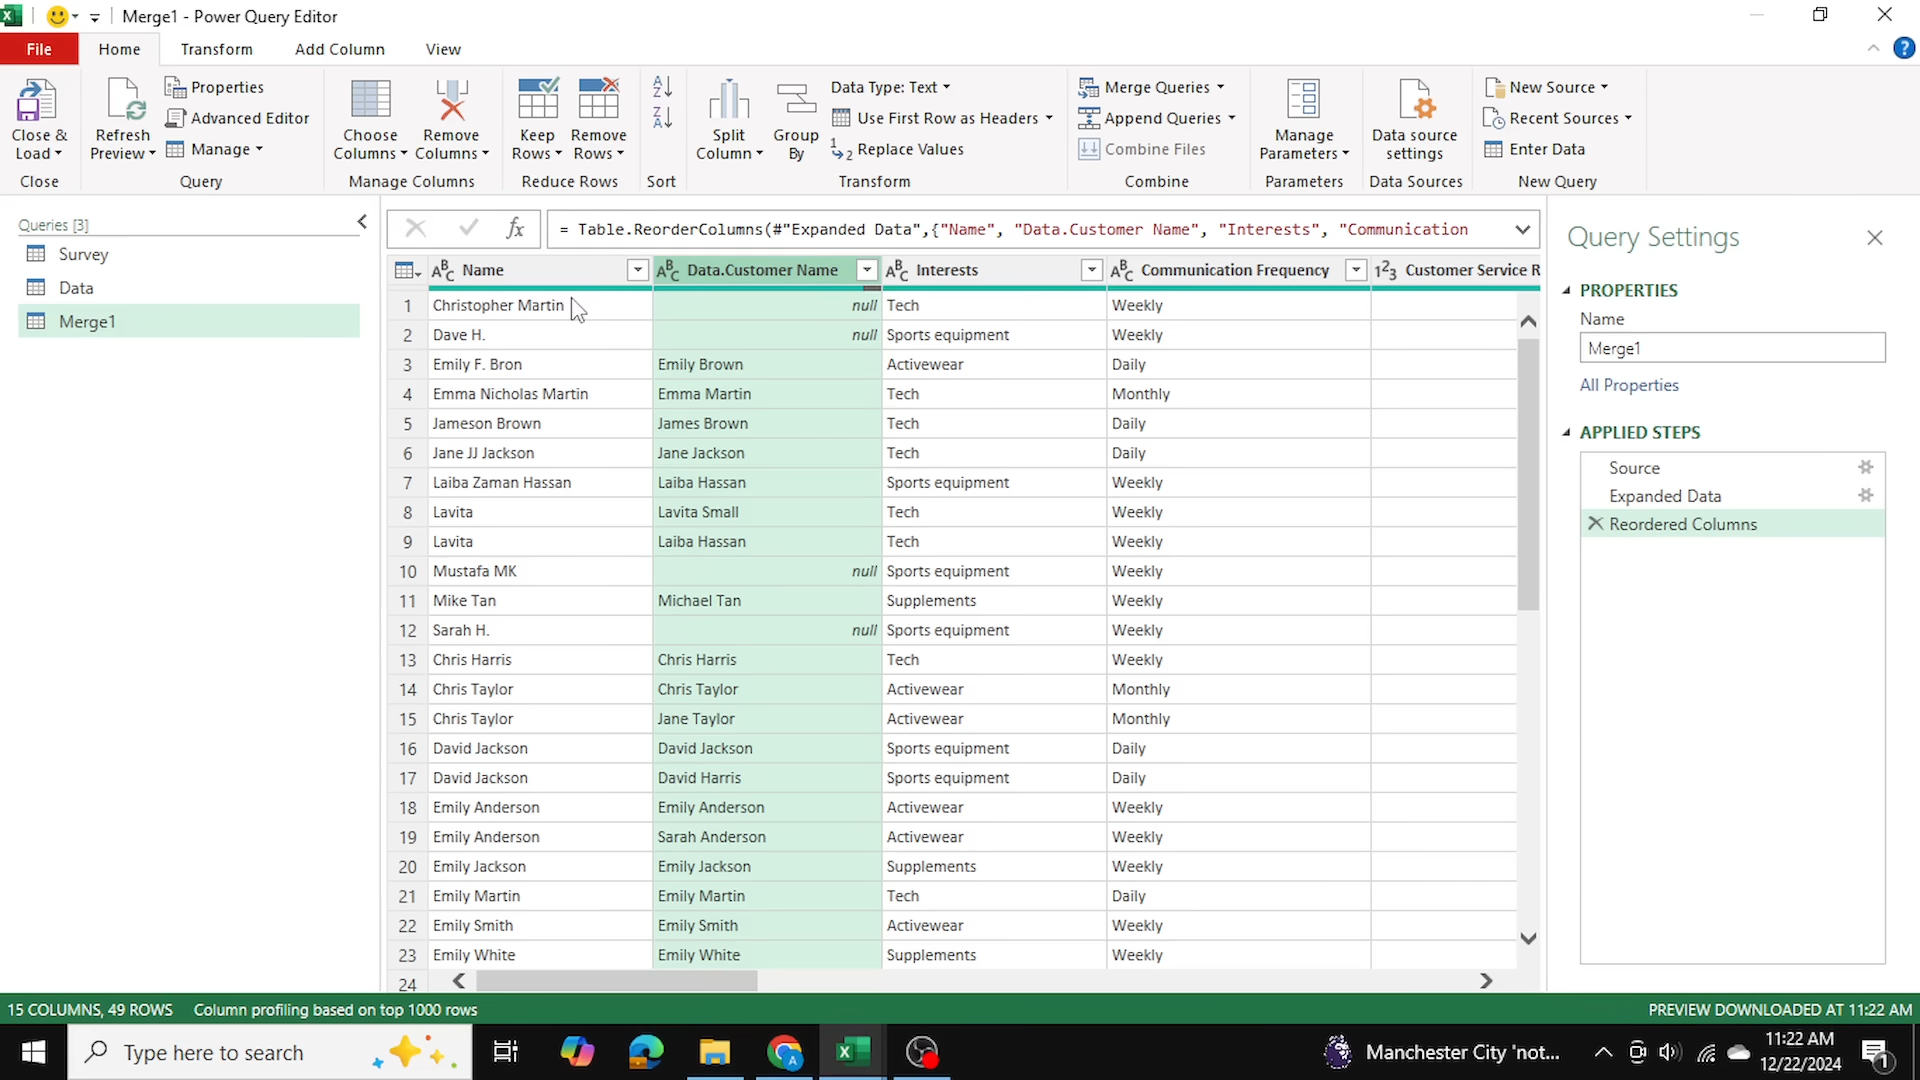 Merge1 - Power Query Editor
File Home Transform Add Column View
Close & Load
Close
Refresh Preview
Properties
Advanced Editor
Manage
Query
Choose Columns
Remove Columns
Manage Columns
Keep Rows
Remove Rows
Reduce Rows
Sort
Split Column
Group By
Data Type: Text
Use First Row as Headers
Replace Values
Transform
Merge Queries
Append Queries
Combine Files
Combine
Manage Parameters
Parameters
Data source settings
Data Sources
New Source
Recent Sources
Enter Data
New Query
Queries [3]
Survey
Data
Merge1
fx = Table.ReorderColumns(#"Expanded Data",{"Name", "Data.Customer Name", "Interests", "Communication
Name Data.Customer Name Interests Communication Frequency 123 Customer Service R
1 Christopher Martin null Tech Weekly
2 Dave H. null Sports equipment Weekly
3 Emily F. Bron Emily Brown Activewear Daily
4 Emma Nicholas Martin Emma Martin Tech Monthly
5 Jameson Brown James Brown Tech Daily
6 Jane JJ Jackson Jane Jackson Tech Daily
7 Laiba Zaman Hassan Laiba Hassan Sports equipment Weekly
8 Lavita Lavita Small Tech Weekly
9 Lavita Laiba Hassan Tech Weekly
10 Mustafa MK null Sports equipment Weekly
11 Mike Tan Michael Tan Supplements Weekly
12 Sarah H. null Sports equipment Weekly
13 Chris Harris Chris Harris Tech Weekly
14 Chris Taylor Chris Taylor Activewear Monthly
15 Chris Taylor Jane Taylor Activewear Monthly
16 David Jackson David Jackson Sports equipment Daily
17 David Jackson David Harris Sports equipment Daily
18 Emily Anderson Emily Anderson Activewear Weekly
19 Emily Anderson Sarah Anderson Activewear Weekly
20 Emily Jackson Emily Jackson Supplements Weekly
21 Emily Martin Emily Martin Tech Daily
22 Emily Smith Emily Smith Activewear Weekly
23 Emily White Emily White Supplements Weekly
24
Query Settings
PROPERTIES
Name
Merge1
All Properties
APPLIED STEPS
Source
Expanded Data
Reordered Columns
15 COLUMNS, 49 ROWS Column profiling based on top 1000 rows PREVIEW DOWNLOADED AT 11:22 AM
Type here to search
Manchester City 'not...
11:22 AM
12/22/2024
1